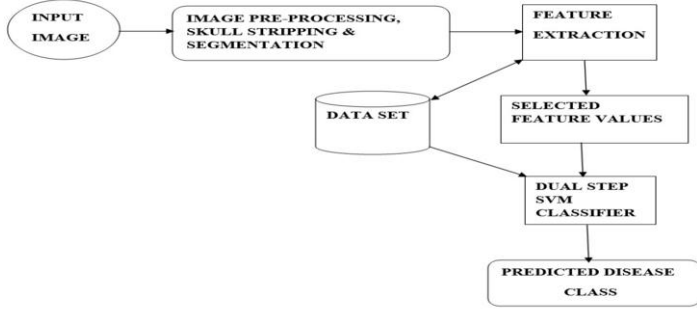 INPUT
IMAGE
IMAGE PRE-PROCESSING,
SKULL STRIPPING &
SEGMENTATION
FEATURE
EXTRACTION
DATA SET
SELECTED
FEATURE VALUES
DUAL STEP
SVM
CLASSIFIER
PREDICTED DISEASE
CLASS